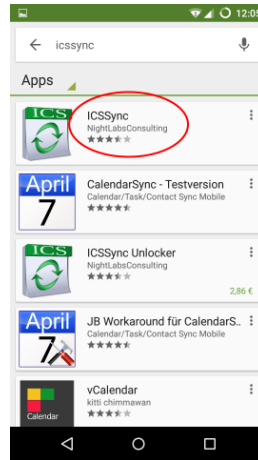 12:05
icssync
Apps
ICS
ICSSync
NightLabsConsulting
April
7
CalendarSync - Testversion
Calendar/Task/Contact Sync Mobile
ICS
ICSSync Unlocker
NightLabsConsulting
2,86 €
April
7
JB Workaround für CalendarS..
Calendar/Task/Contact Sync Mobile
Calendar
vCalendar
kitti chimmawan